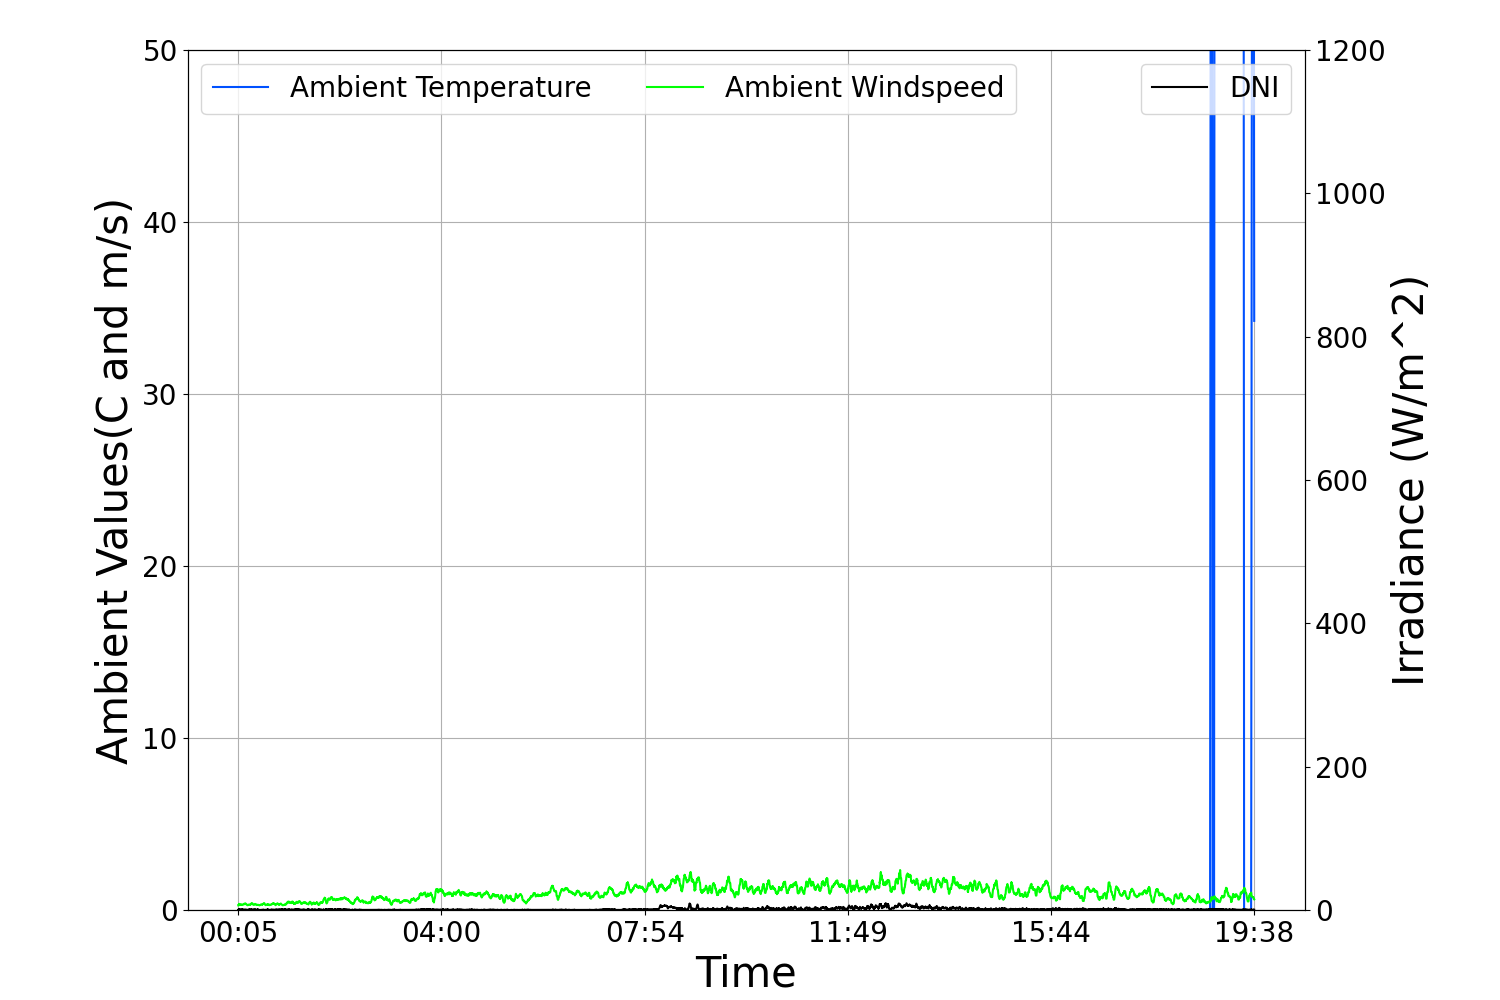 Ambient Temperature
Ambient Windspeed
DNI
Ambient Values(C and m/s)
50
40
30
20
10
0
1200
1000
800
600
400
200
0
Irradiance (W/m^2)
00:05 04:00 07:54 11:49 15:44 19:38
Time